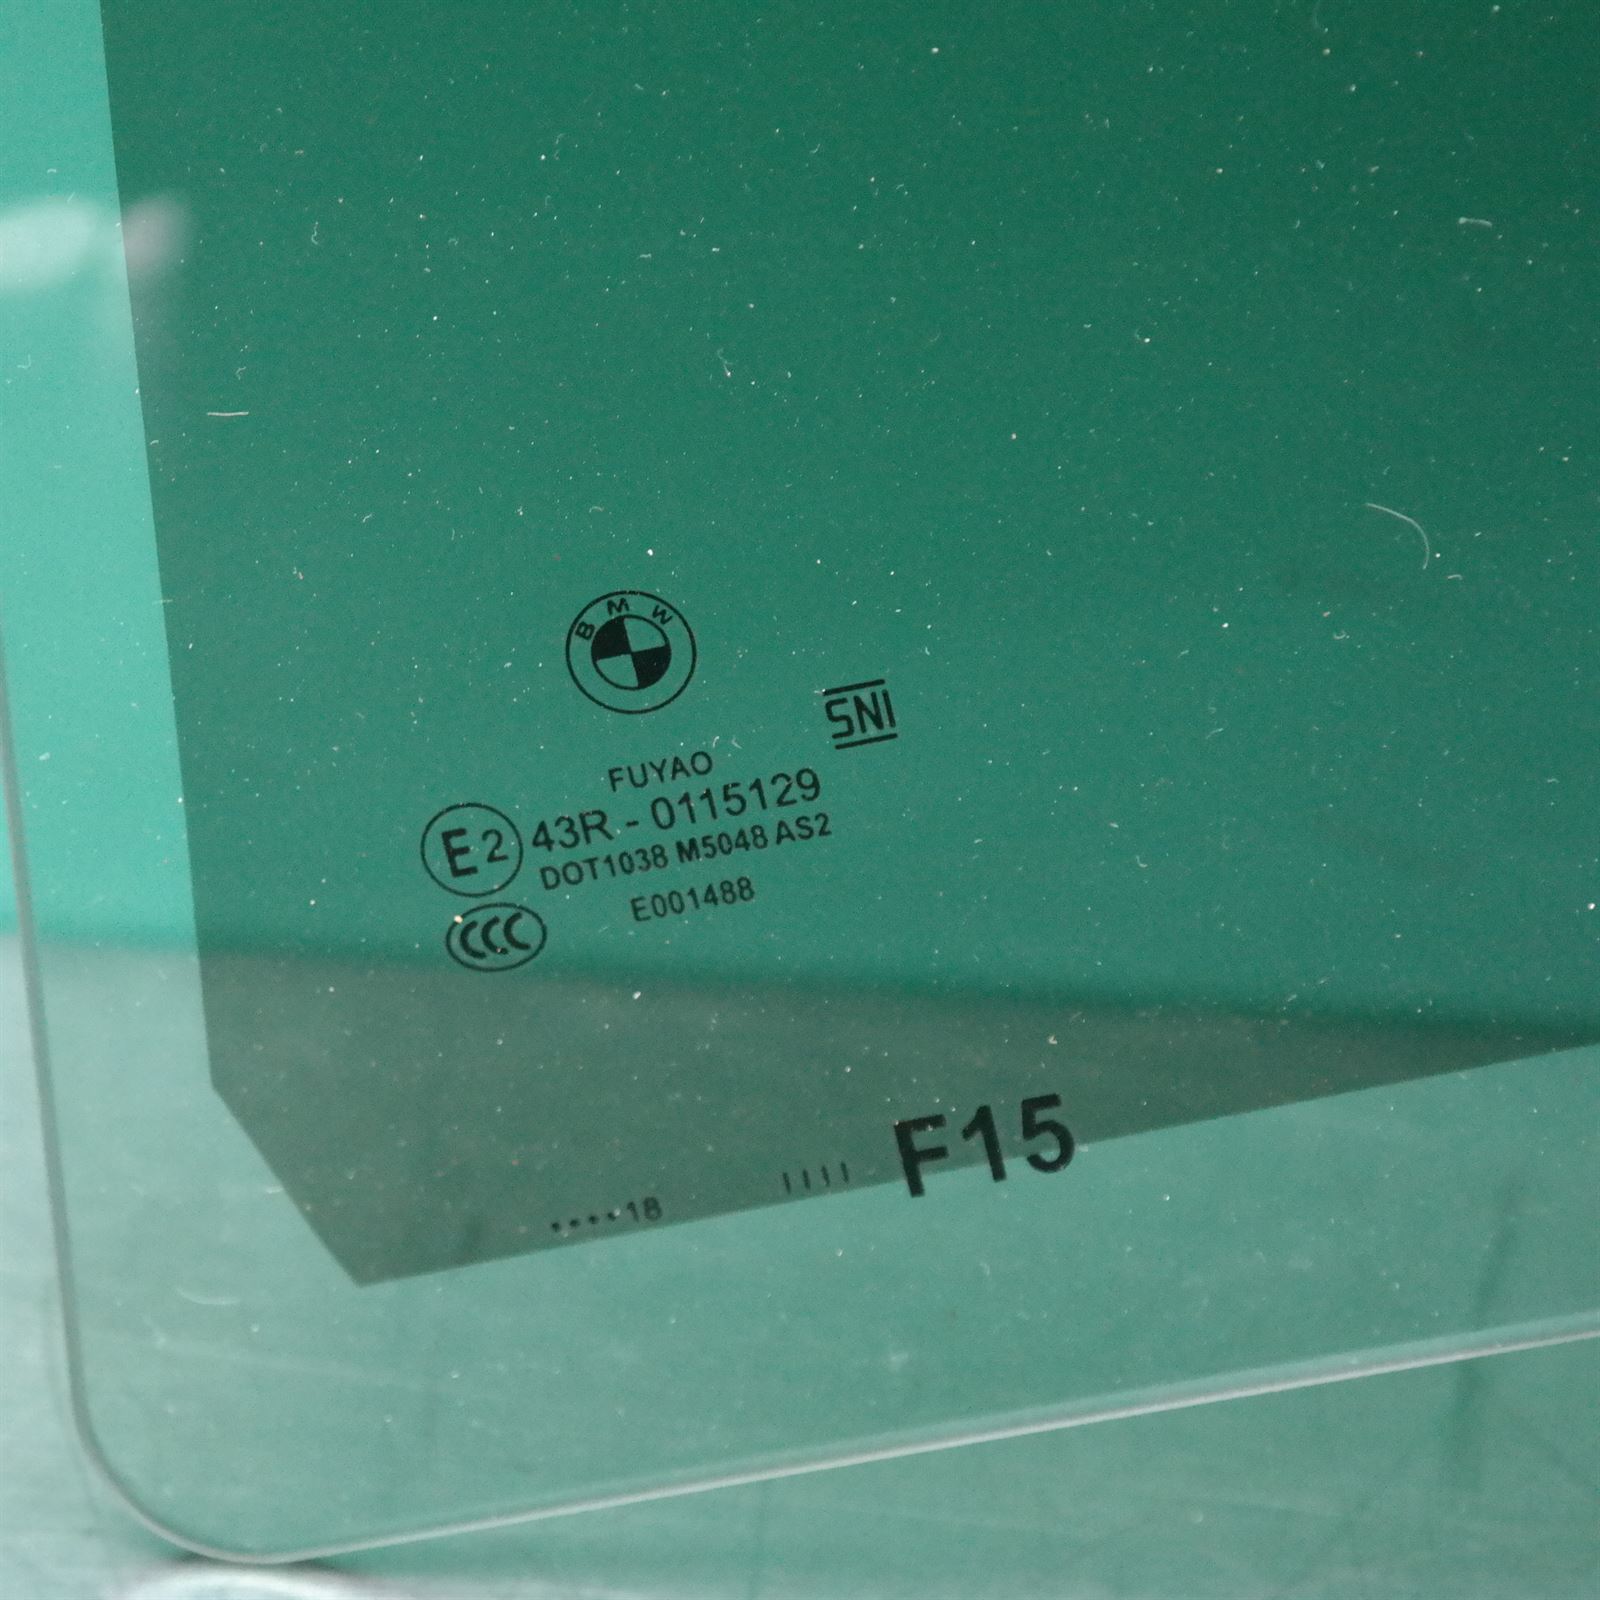 BMW
SNI
FUYAO
E2 43R - 0115129
DOT1038 M5048 AS2
E001488
CCC
F15
....18